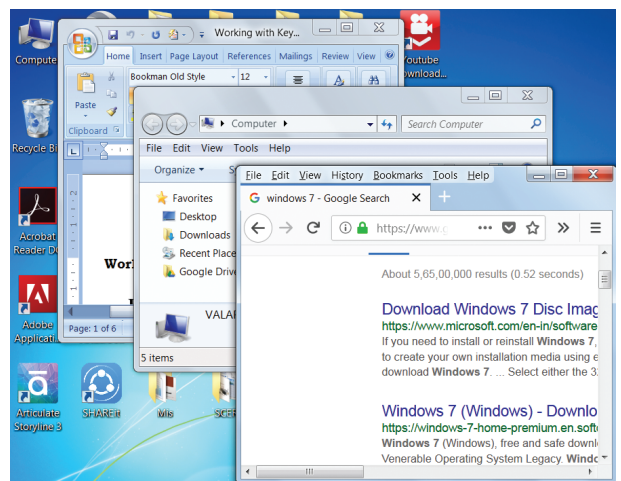 Compute
Recycle Bi
Acrobat
Reader D
Adobe
Applicati..
Articulate
Storyline 3
SHAREit
Mis
SCE
Youtube
Download...
Working with Key...
Home Insert Page Layout References Mailings Review View
Bookman Old Style 12
Paste
Clipboard
L
Wor
Page: 1 of 6
Computer
Search Computer
File Edit View Tools Help
Organize
Favorites
Desktop
Downloads
Recent Place
Google Driv
VALA
5 items
File Edit View History Bookmarks Tools Help
G windows 7 - Google Search
https://www.g
About 5,65,00,000 results (0.52 seconds)
Download Windows 7 Disc Imag
https://www.microsoft.com/en-in/software
If you need to install or reinstall Windows 7,
to create your own installation media using e
download Windows 7. ... Select either the 3
Windows 7 (Windows) - Downlo
https://windows-7-home-premium.en.soft
Windows 7 (Windows), free and safe downl
Venerable Operating System Legacy. Windo